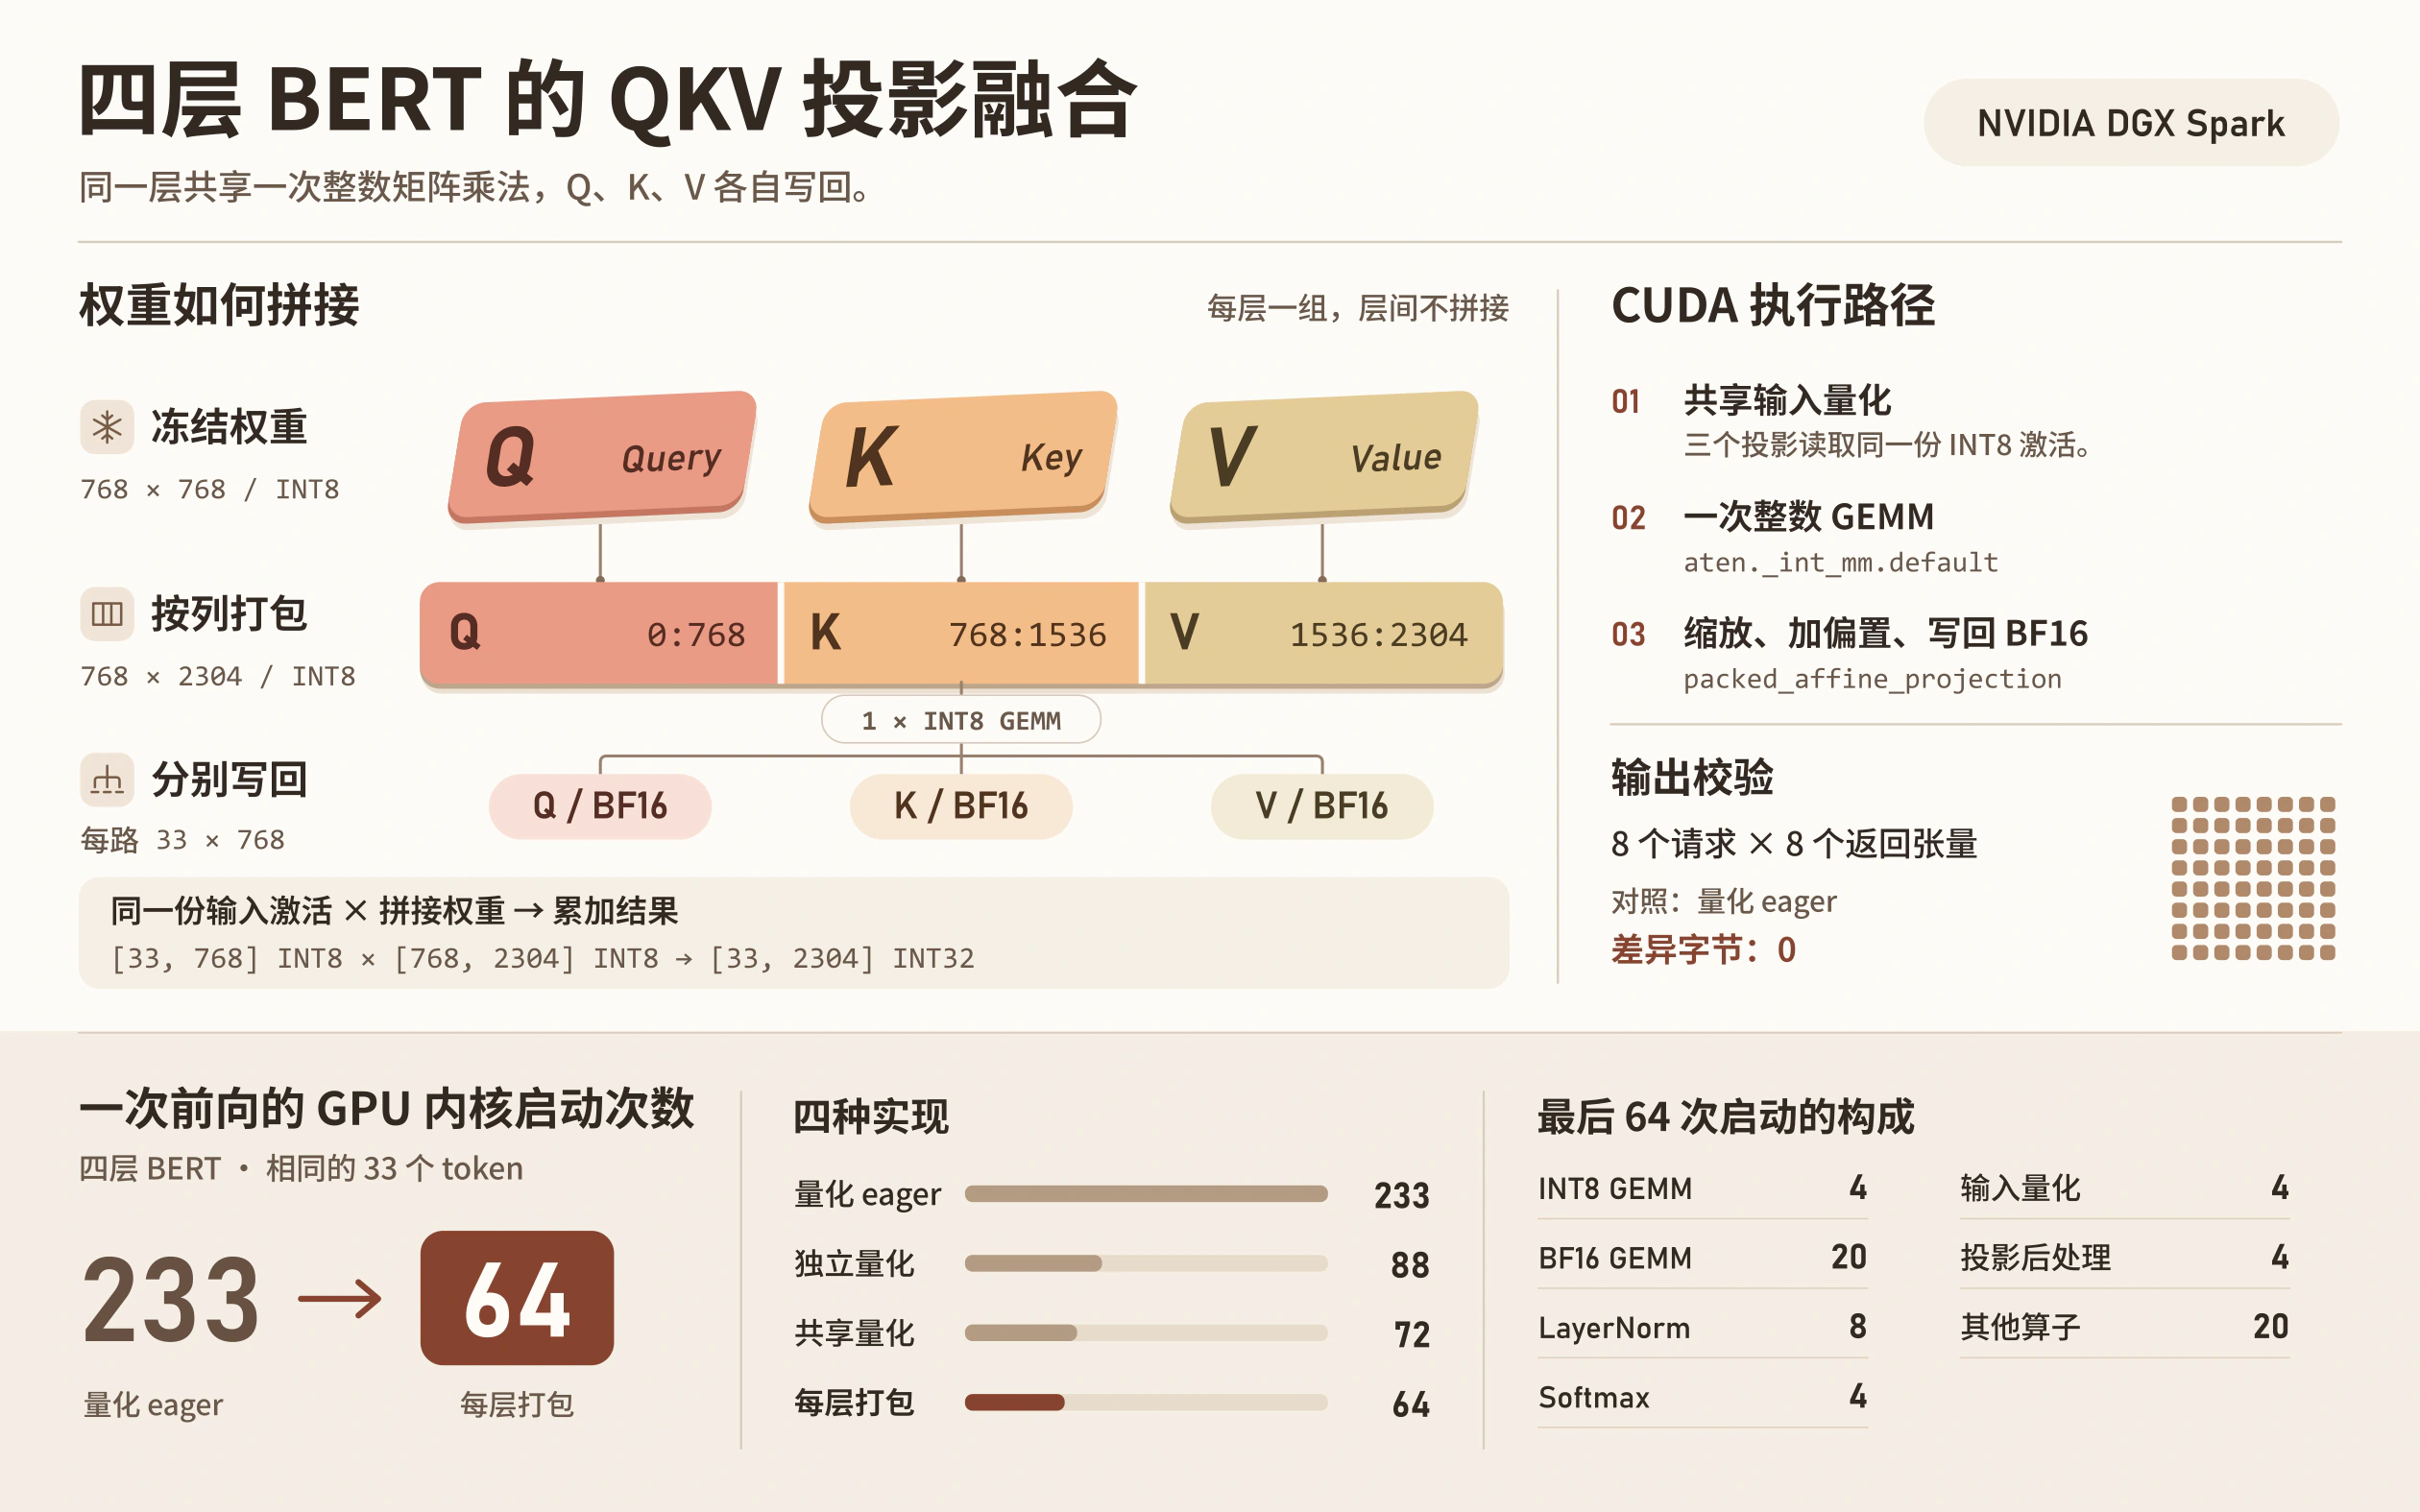 四层 BERT 的 QKV 投影融合
同一层共享一次整数矩阵乘法，Q、K、V 各自写回。
NVIDIA DGX Spark
权重如何拼接
每层一组，层间不拼接
冻结权重
768 × 768 / INT8
Q Query
K Key
V Value
按列打包
768 × 2304 / INT8
Q 0:768
K 768:1536
V 1536:2304
1 × INT8 GEMM
分别写回
每路 33 × 768
Q / BF16
K / BF16
V / BF16
同一份输入激活 × 拼接权重 → 累加结果
[33, 768] INT8 × [768, 2304] INT8 → [33, 2304] INT32
CUDA 执行路径
01 共享输入量化
三个投影读取同一份 INT8 激活。
02 一次整数 GEMM
aten._int_mm.default
03 缩放、加偏置、写回 BF16
packed_affine_projection
输出校验
8 个请求 × 8 个返回张量
对照：量化 eager
差异字节：0
一次前向的 GPU 内核启动次数
四层 BERT · 相同的 33 个 token
233 → 64
量化 eager
每层打包
四种实现
量化 eager 233
独立量化 88
共享量化 72
每层打包 64
最后 64 次启动的构成
INT8 GEMM 4
BF16 GEMM 20
LayerNorm 8
Softmax 4
输入量化 4
投影后处理 4
其他算子 20